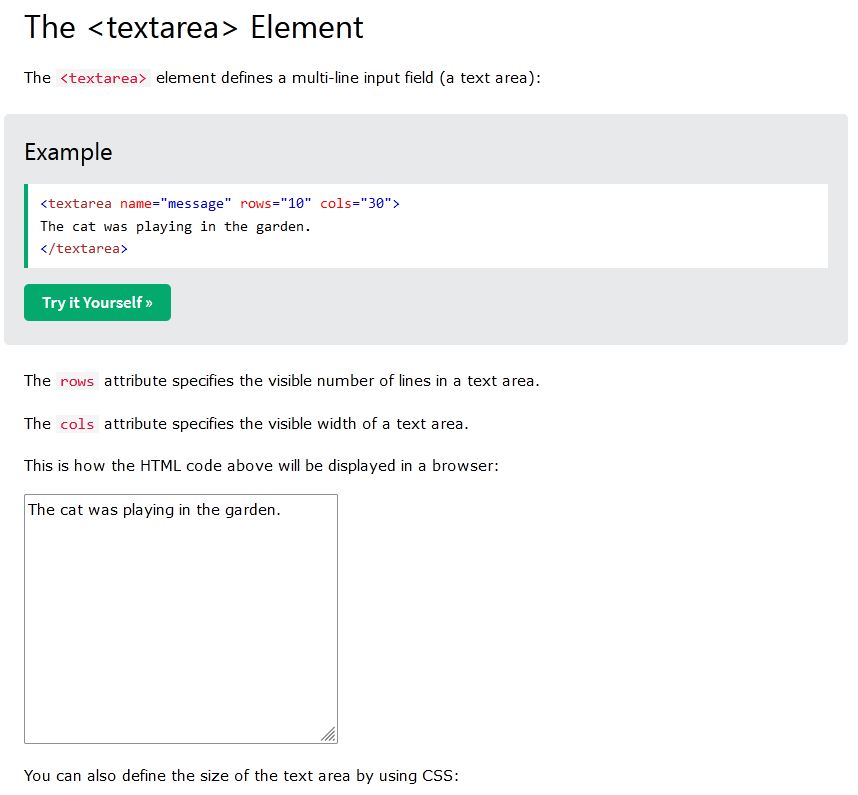 The <textarea> Element
The <textarea> element defines a multi-line input field (a text area):
Example
<textarea name="message" rows="10" cols="30">
The cat was playing in the garden.
</textarea>
Try it Yourself »
The rows attribute specifies the visible number of lines in a text area.
The cols attribute specifies the visible width of a text area.
This is how the HTML code above will be displayed in a browser:
The cat was playing in the garden.
You can also define the size of the text area by using CSS: